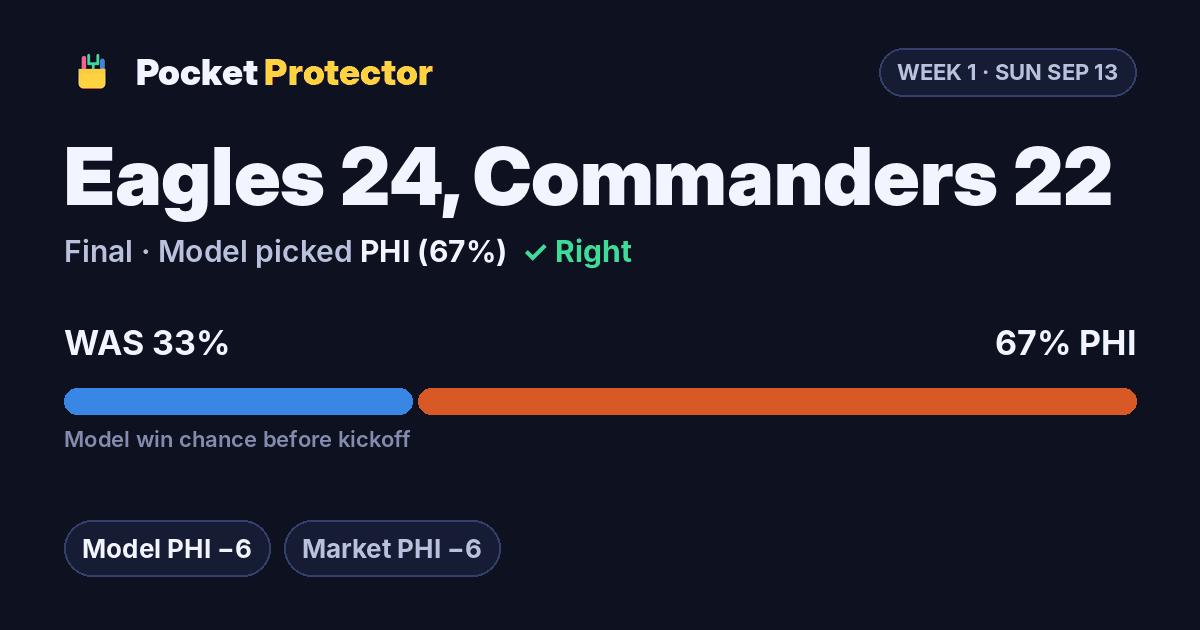 Pocket Protector
WEEK 1 · SUN SEP 13
Eagles 24, Commanders 22
Final · Model picked PHI (67%) ✓ Right
WAS 33%
67% PHI
Model win chance before kickoff
Model PHI −6
Market PHI −6